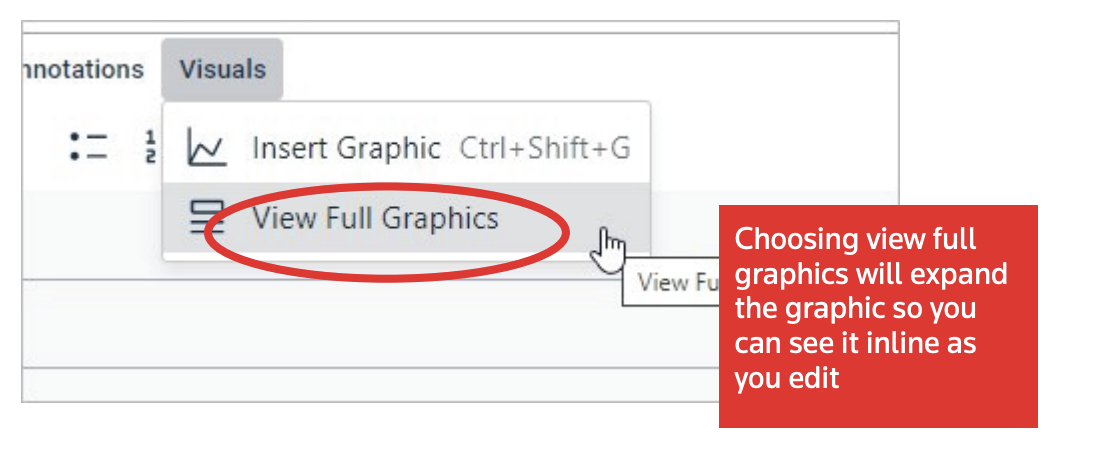 nnotations Visuals
Insert Graphic Ctrl+Shift+G
View Full Graphics
View Fu
Choosing view full
graphics will expand
the graphic so you
can see it inline as
you edit